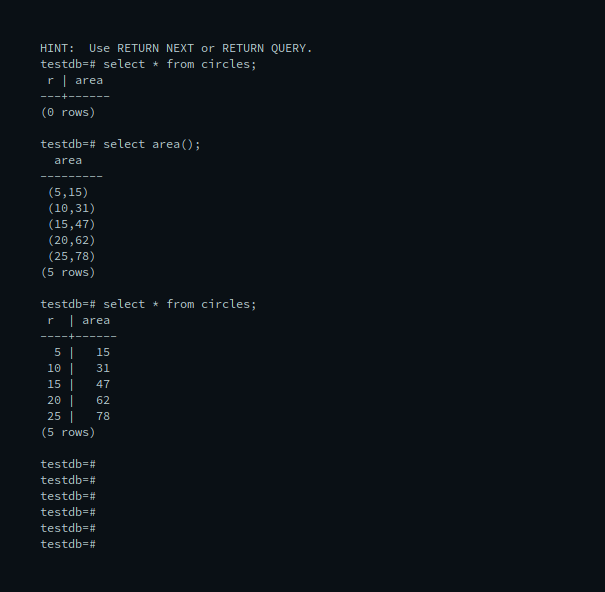 HINT:  Use RETURN NEXT or RETURN QUERY.
testdb=# select * from circles;
 r | area
---+------
(0 rows)

testdb=# select area();
  area
---------
 (5,15)
 (10,31)
 (15,47)
 (20,62)
 (25,78)
(5 rows)

testdb=# select * from circles;
 r  | area
----+------
  5 |   15
 10 |   31
 15 |   47
 20 |   62
 25 |   78
(5 rows)

testdb=#
testdb=#
testdb=#
testdb=#
testdb=#
testdb=#